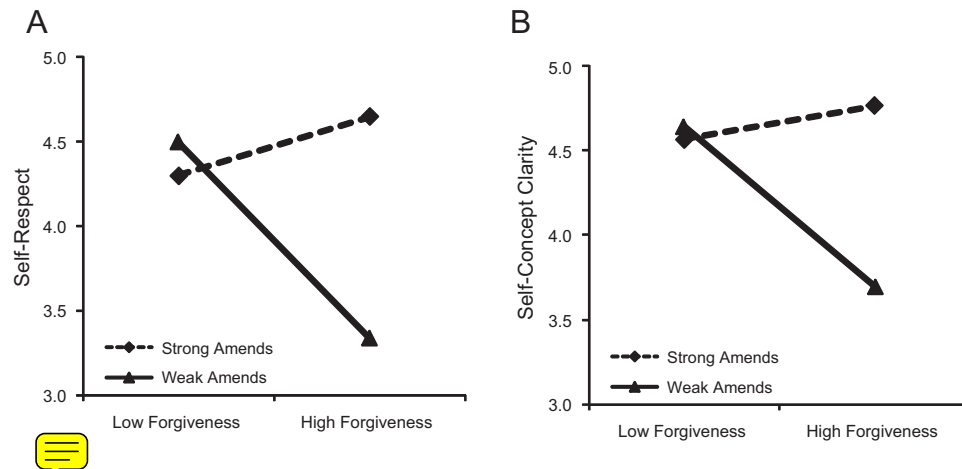 A
5.0
4.5
4.0
3.5
3.0
Self-Respect
Strong Amends
Weak Amends
Low Forgiveness
High Forgiveness
B
5.0
4.5
4.0
3.5
3.0
Self-Concept Clarity
Strong Amends
Weak Amends
Low Forgiveness
High Forgiveness